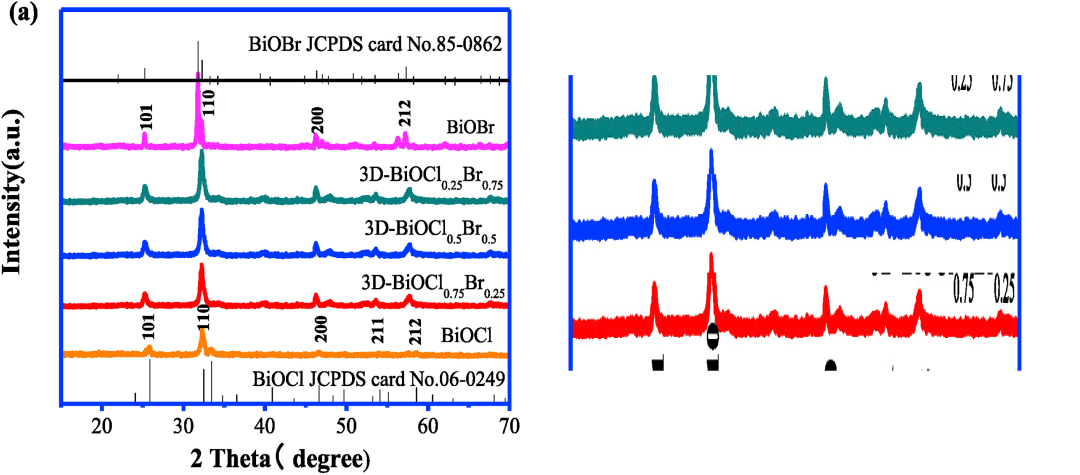 (a)
BiOBr JCPDS card No.85-0862
101
110
200
212
BiOBr
3D-BiOCl0.25Br0.75
3D-BiOCl0.5Br0.5
3D-BiOCl0.75Br0.25
101
110
200
211
212
BiOCl
BiOCl JCPDS card No.06-0249
Intensity(a.u.)
20 30 40 50 60 70
2 Theta( degree)
0.75 0.25